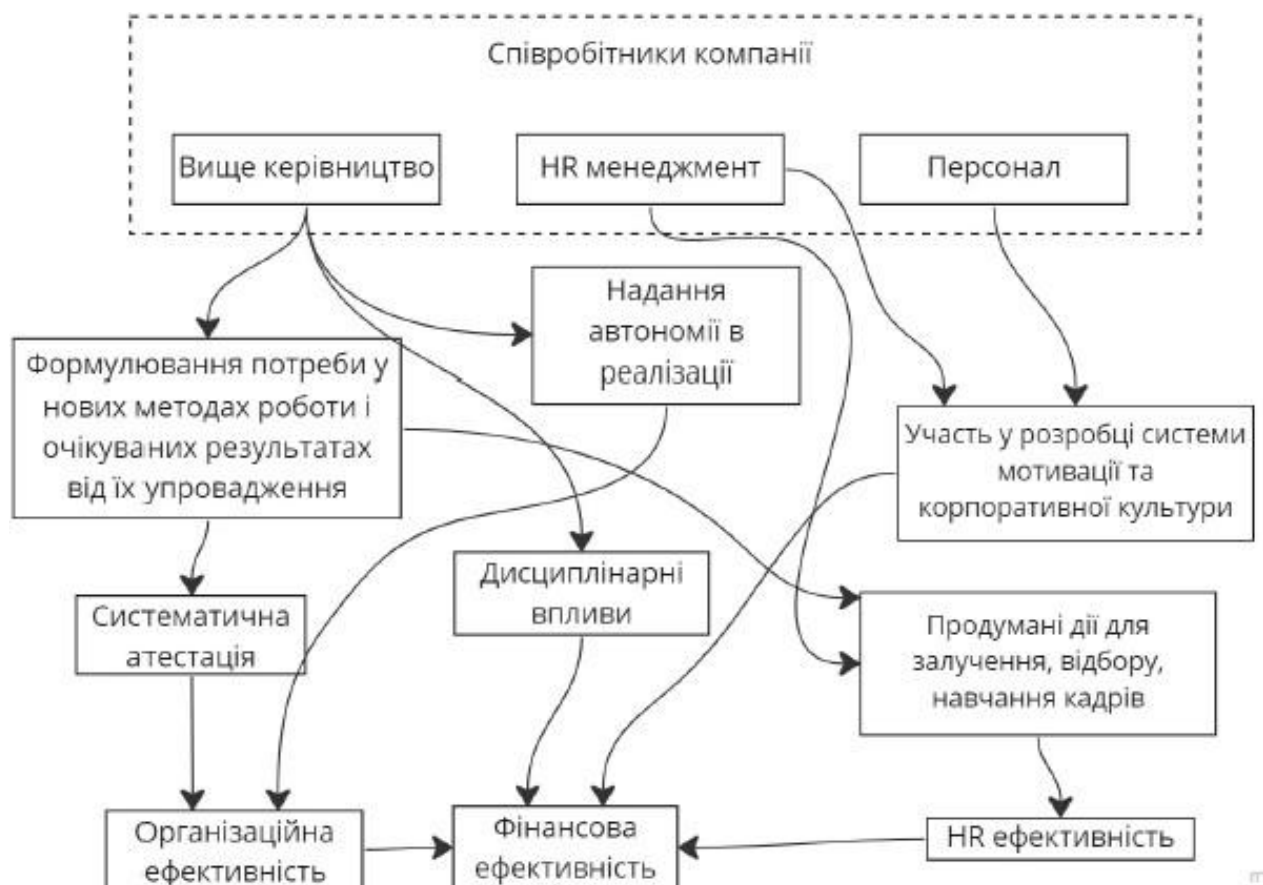 Співробітники компанії
Вище керівництво
HR менеджмент
Персонал
Надання
автономії в
реалізації
Формулювання потреби у
нових методах роботи і
очікуваних результатах
від їх упровадження
Участь у розробці системи
мотивації та
корпоративної культури
Дисциплінарні
впливи
Систематична
атестація
Продумані дії для
залучення, відбору,
навчання кадрів
Організаційна
ефективність
Фінансова
ефективність
HR ефективність